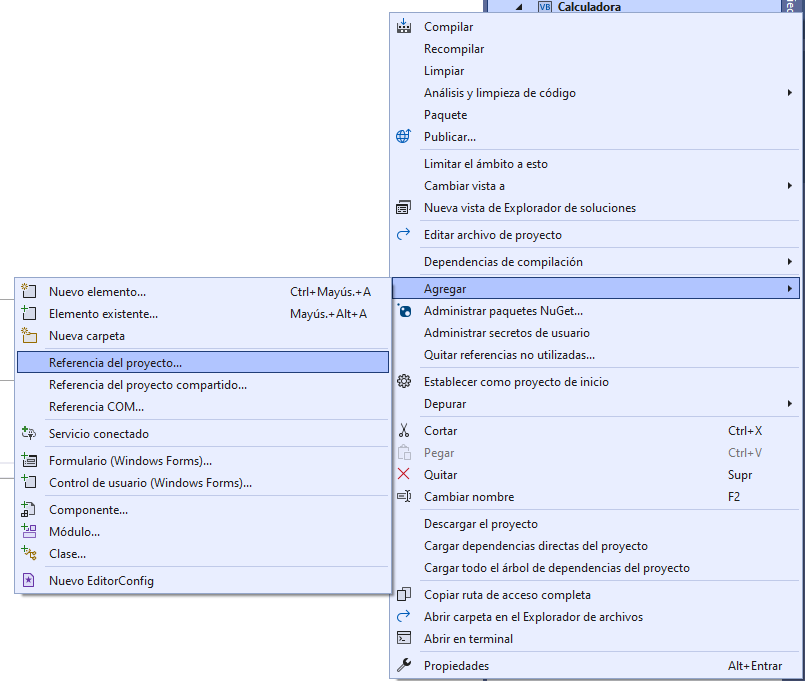 VB Calculadora
Compilar
Recompilar
Limpiar
Análisis y limpieza de código
Paquete
Publicar...
Limitar el ámbito a esto
Cambiar vista a
Nueva vista de Explorador de soluciones
Editar archivo de proyecto
Dependencias de compilación
Agregar
Administrar paquetes NuGet...
Administrar secretos de usuario
Quitar referencias no utilizadas...
Establecer como proyecto de inicio
Depurar
Cortar Ctrl+X
Pegar Ctrl+V
Quitar Supr
Cambiar nombre F2
Descargar el proyecto
Cargar dependencias directas del proyecto
Cargar todo el árbol de dependencias del proyecto
Copiar ruta de acceso completa
Abrir carpeta en el Explorador de archivos
Abrir en terminal
Propiedades Alt+Entrar
Nuevo elemento... Ctrl+Mayús.+A
Elemento existente... Mayús.+Alt+A
Nueva carpeta
Referencia del proyecto...
Referencia del proyecto compartido...
Referencia COM...
Servicio conectado
Formulario (Windows Forms)...
Control de usuario (Windows Forms)...
Componente...
Módulo...
Clase...
Nuevo EditorConfig